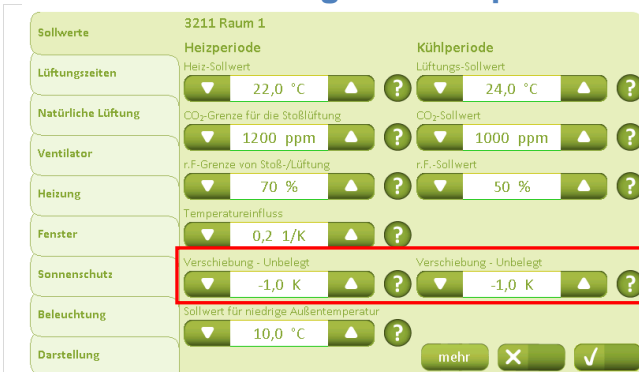 Sollwerte
Lüftungszeiten
Natürliche Lüftung
Ventilator
Heizung
Fenster
Sonnenschutz
Beleuchtung
Darstellung
3211 Raum 1
Heizperiode
Kühlperiode
Heiz-Sollwert
Lüftungs-Sollwert
22,0 °C ?
24,0 °C ?
CO₂-Grenze für die Stoßlüftung
CO₂-Sollwert
1200 ppm ?
1000 ppm ?
r.F-Grenze von Stoß-/Lüftung
r.F.-Sollwert
70 % ?
50 % ?
Temperatureinfluss
0,2 1/K ?
Verschiebung - Unbelegt
Verschiebung - Unbelegt
-1,0 K ?
-1,0 K ?
Sollwert für niedrige Außentemperatur
10,0 °C ?
mehr